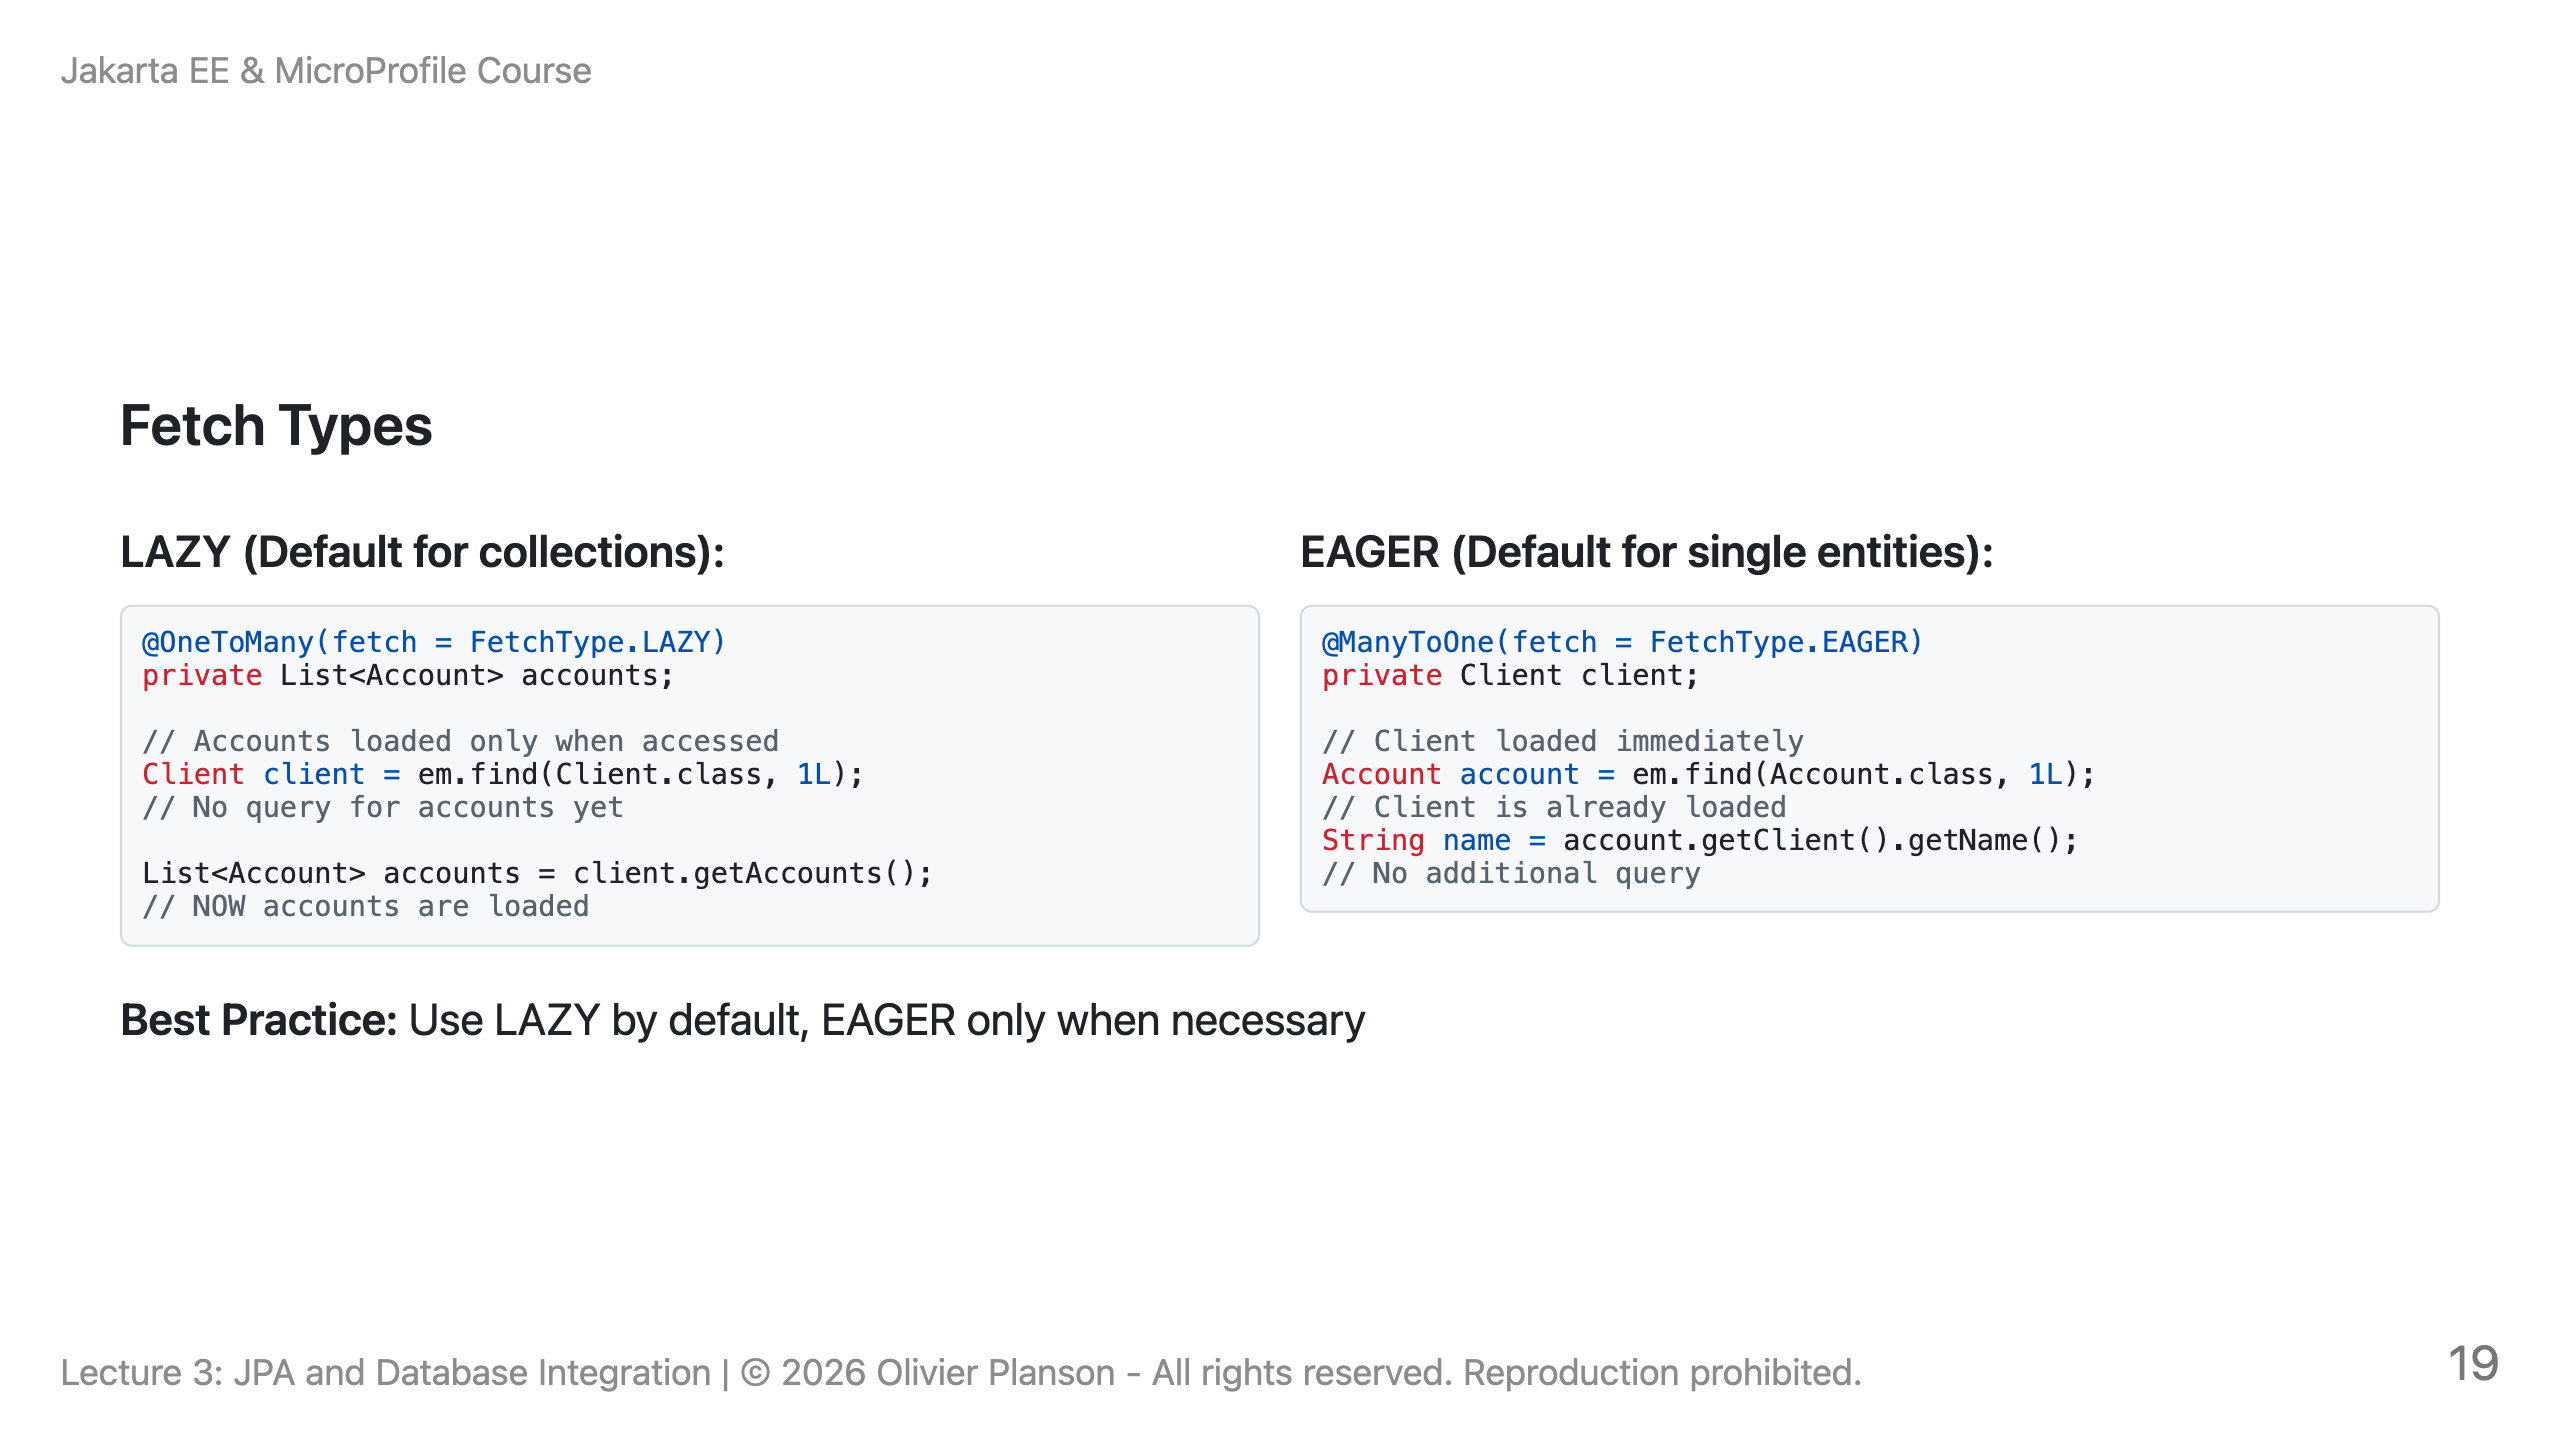 Jakarta EE & MicroProfile Course
Fetch Types
LAZY (Default for collections):
@OneToMany(fetch = FetchType.LAZY)
private List<Account> accounts;
// Accounts loaded only when accessed
Client client = em.find(Client.class, 1L);
// No query for accounts yet
List<Account> accounts = client.getAccounts();
// NOW accounts are loaded
EAGER (Default for single entities):
@ManyToOne(fetch = FetchType.EAGER)
private Client client;
// Client loaded immediately
Account account = em.find(Account.class, 1L);
// Client is already loaded
String name = account.getClient().getName();
// No additional query
Best Practice: Use LAZY by default, EAGER only when necessary
Lecture 3: JPA and Database Integration | © 2026 Olivier Planson - All rights reserved. Reproduction prohibited.
19